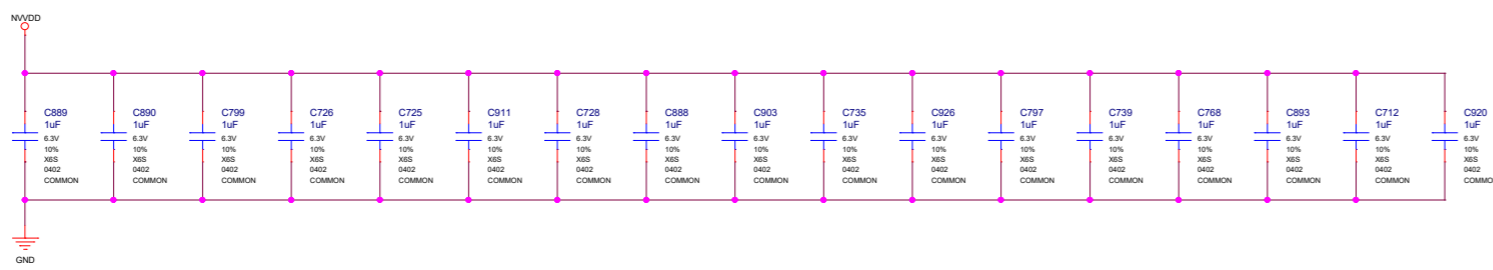 NVVDD
C889
1uF
6.3V
10%
X6S
0402
COMMON
C890
1uF
6.3V
10%
X6S
0402
COMMON
C799
1uF
6.3V
10%
X6S
0402
COMMON
C726
1uF
6.3V
10%
X6S
0402
COMMON
C725
1uF
6.3V
10%
X6S
0402
COMMON
C911
1uF
6.3V
10%
X6S
0402
COMMON
C728
1uF
6.3V
10%
X6S
0402
COMMON
C888
1uF
6.3V
10%
X6S
0402
COMMON
C903
1uF
6.3V
10%
X6S
0402
COMMON
C735
1uF
6.3V
10%
X6S
0402
COMMON
C926
1uF
6.3V
10%
X6S
0402
COMMON
C797
1uF
6.3V
10%
X6S
0402
COMMON
C739
1uF
6.3V
10%
X6S
0402
COMMON
C768
1uF
6.3V
10%
X6S
0402
COMMON
C893
1uF
6.3V
10%
X6S
0402
COMMON
C712
1uF
6.3V
10%
X6S
0402
COMMON
C920
1uF
6.3V
10%
X6S
0402
COMMO
GND